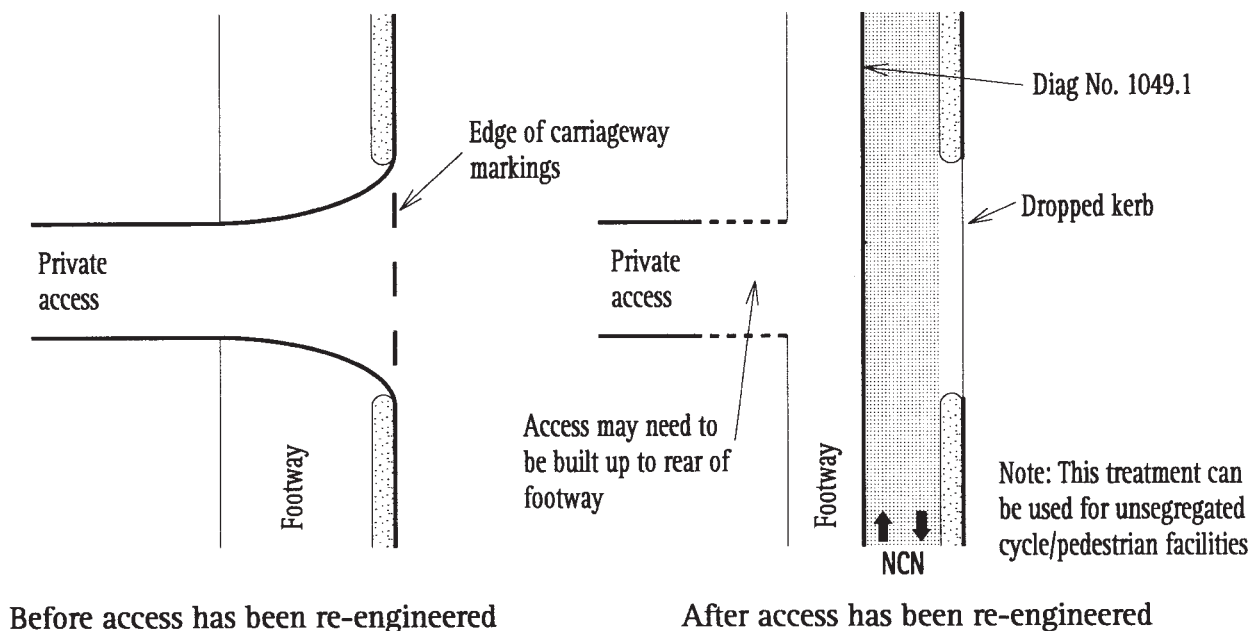 Edge of carriageway
markings
Private
access
Footway
Before access has been re-engineered
Diag No. 1049.1
Dropped kerb
Private
access
Access may need to
be built up to rear of
footway
Footway
NCN
Note: This treatment can
be used for unsegregated
cycle/pedestrian facilities
After access has been re-engineered